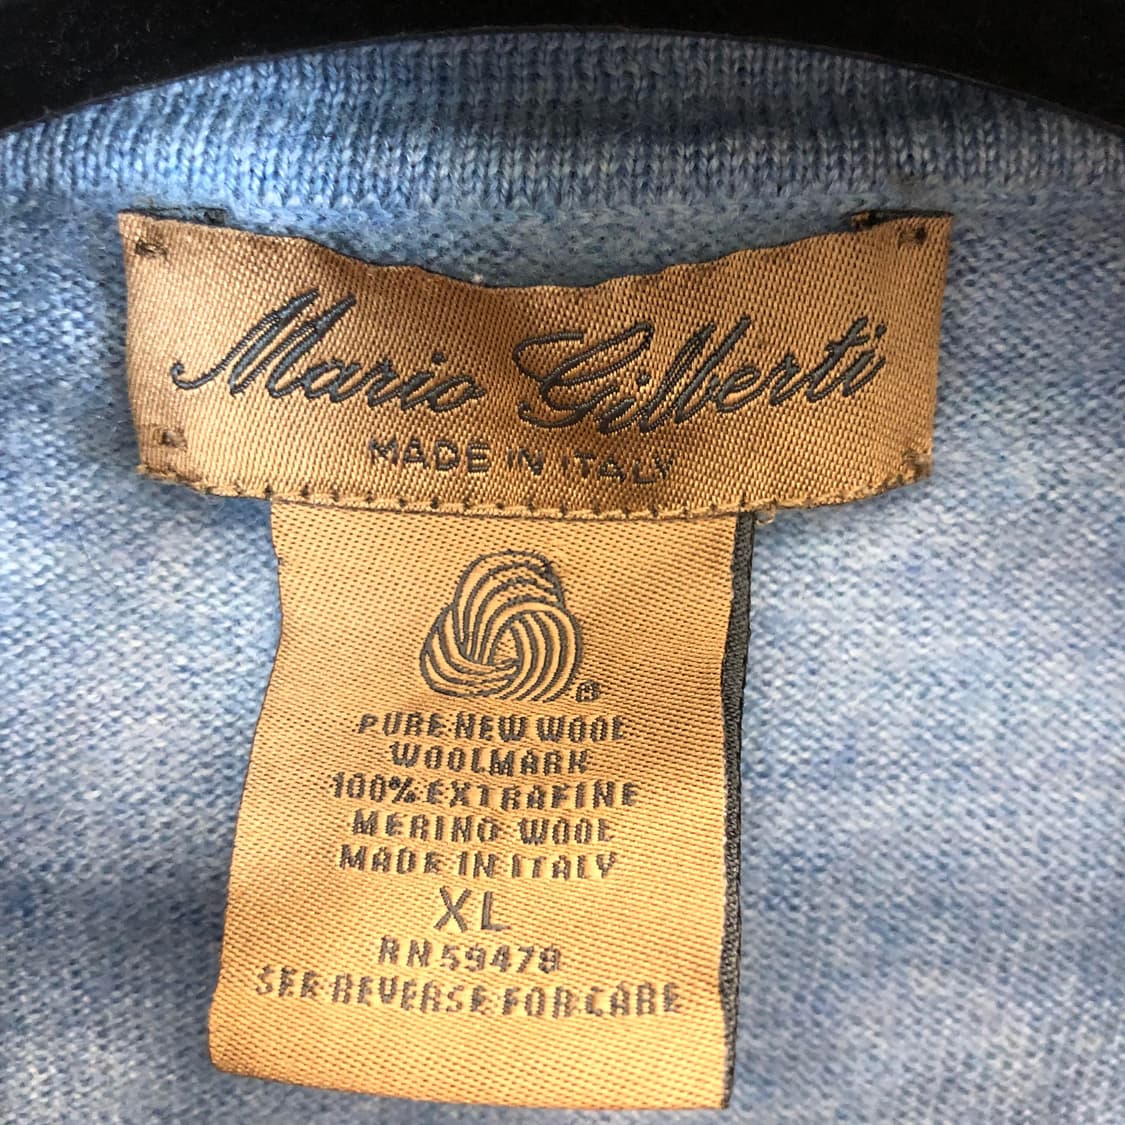 Mario Gilberti
MADE IN ITALY
®
PURE NEW WOOL
WOOLMARK
100% EXTRAFINE
MERINO WOOL
MADE IN ITALY
XL
RN 59478
SEE REVERSE FOR CARE